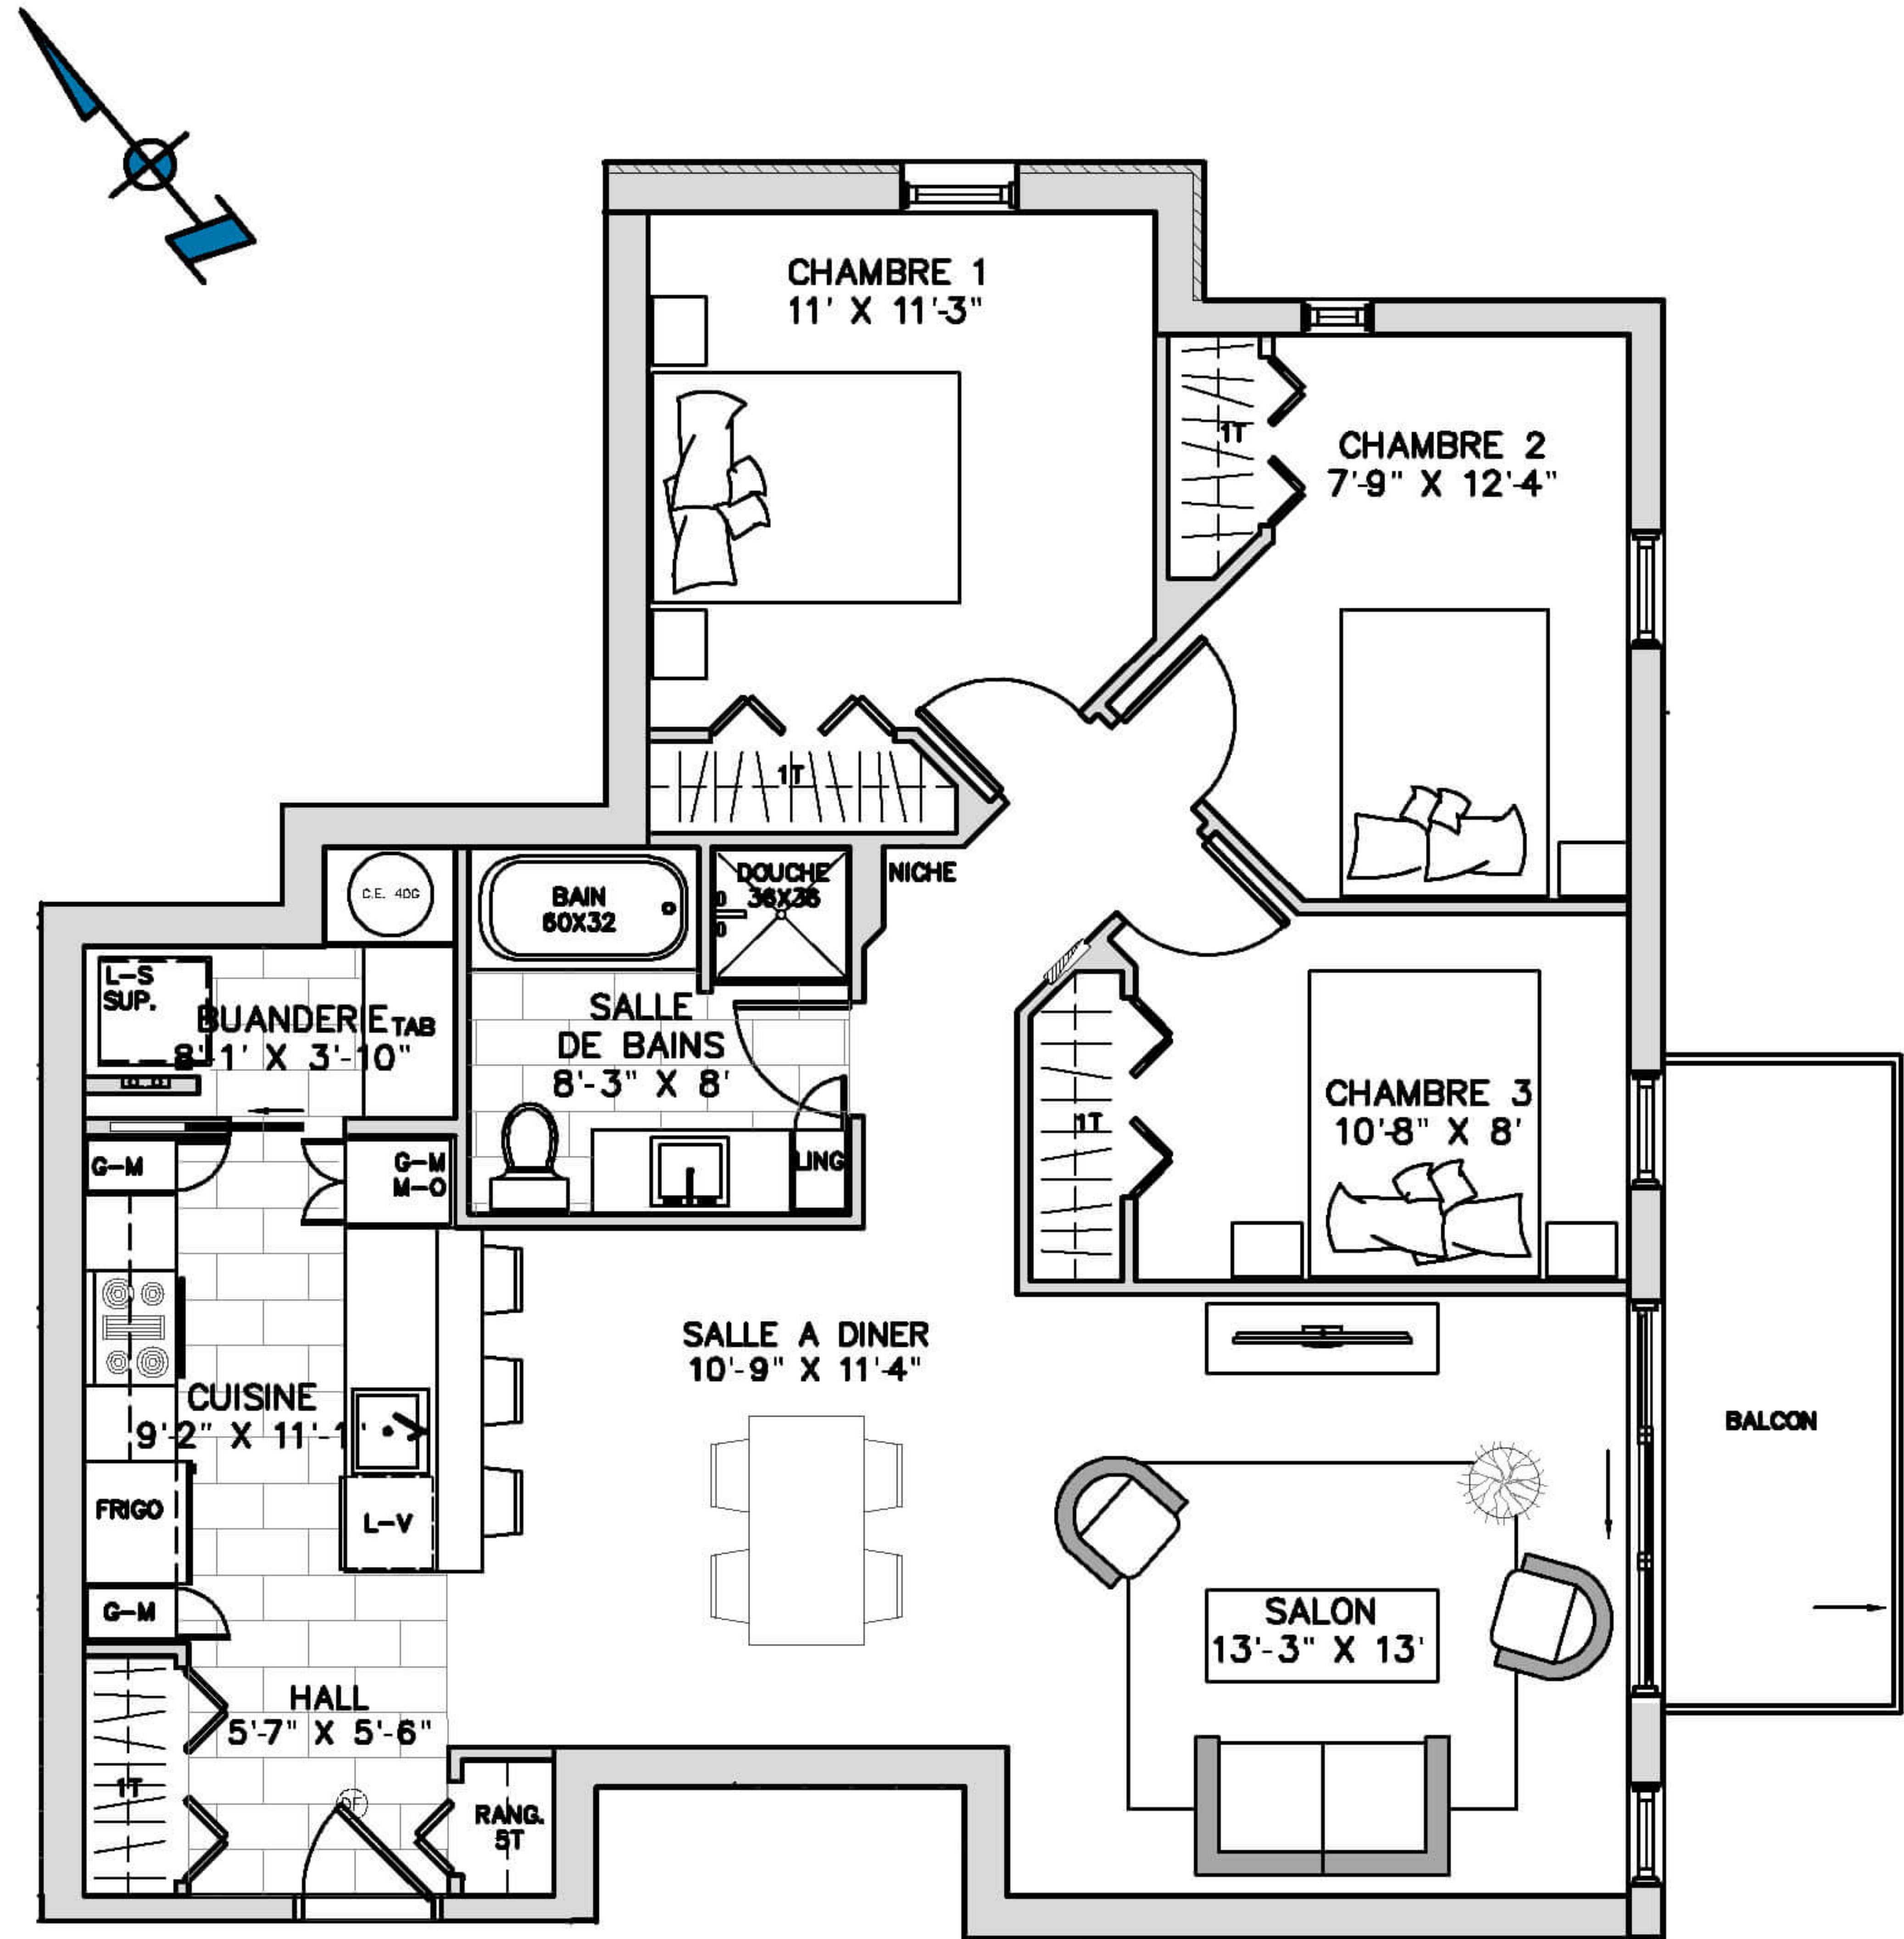 CHAMBRE 1
11' X 11'-3"
1T
CHAMBRE 2
7'-9" X 12'-4"
1T
C.E. 40G
BAIN
60X32
DOUCHE
36X36
NICHE
L-S
SUP.
BUANDERIE
8'-1' X 3'-10"
TAB
SALLE
DE BAINS
8'-3" X 8'
LING
CHAMBRE 3
10'-8" X 8'
1T
G-M
G-M
M-O
SALLE A DINER
10'-9" X 11'-4"
CUISINE
9'-2" X 11'-1"
FRIGO
L-V
G-M
BALCON
SALON
13'-3" X 13'
HALL
5'-7" X 5'-6"
1T
DF
RANG.
5T